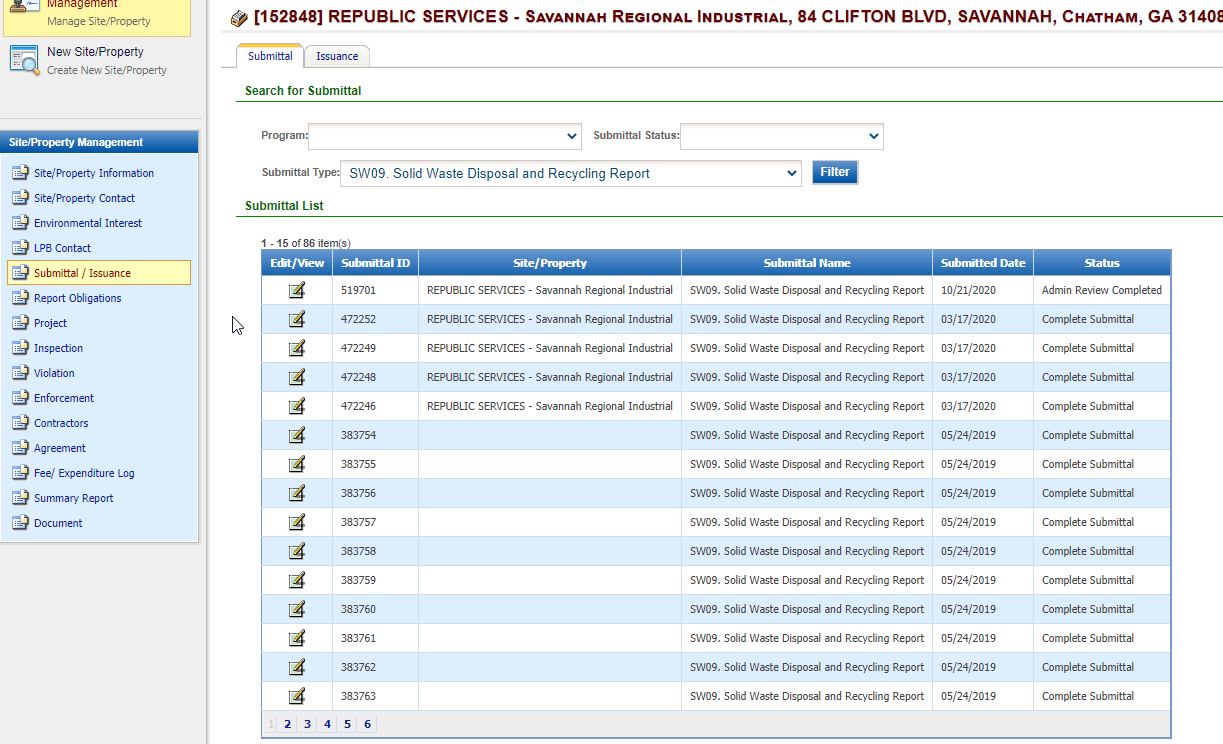 Management
Manage Site/Property
New Site/Property
Create New Site/Property
Site/Property Management
Site/Property Information
Site/Property Contact
Environmental Interest
LPB Contact
Submittal / Issuance
Report Obligations
Project
Inspection
Violation
Enforcement
Contractors
Agreement
Fee/ Expenditure Log
Summary Report
Document
[152848] REPUBLIC SERVICES - Savannah Regional Industrial, 84 CLIFTON BLVD, SAVANNAH, Chatham, GA 31408
Submittal Issuance
Search for Submittal
Program: Submittal Status:
Submittal Type: SW09. Solid Waste Disposal and Recycling Report Filter
Submittal List
1 - 15 of 86 item(s)
Edit/View Submittal ID Site/Property Submittal Name Submitted Date Status
519701 REPUBLIC SERVICES - Savannah Regional Industrial SW09. Solid Waste Disposal and Recycling Report 10/21/2020 Admin Review Completed
472252 REPUBLIC SERVICES - Savannah Regional Industrial SW09. Solid Waste Disposal and Recycling Report 03/17/2020 Complete Submittal
472249 REPUBLIC SERVICES - Savannah Regional Industrial SW09. Solid Waste Disposal and Recycling Report 03/17/2020 Complete Submittal
472248 REPUBLIC SERVICES - Savannah Regional Industrial SW09. Solid Waste Disposal and Recycling Report 03/17/2020 Complete Submittal
472246 REPUBLIC SERVICES - Savannah Regional Industrial SW09. Solid Waste Disposal and Recycling Report 03/17/2020 Complete Submittal
383754 SW09. Solid Waste Disposal and Recycling Report 05/24/2019 Complete Submittal
383755 SW09. Solid Waste Disposal and Recycling Report 05/24/2019 Complete Submittal
383756 SW09. Solid Waste Disposal and Recycling Report 05/24/2019 Complete Submittal
383757 SW09. Solid Waste Disposal and Recycling Report 05/24/2019 Complete Submittal
383758 SW09. Solid Waste Disposal and Recycling Report 05/24/2019 Complete Submittal
383759 SW09. Solid Waste Disposal and Recycling Report 05/24/2019 Complete Submittal
383760 SW09. Solid Waste Disposal and Recycling Report 05/24/2019 Complete Submittal
383761 SW09. Solid Waste Disposal and Recycling Report 05/24/2019 Complete Submittal
383762 SW09. Solid Waste Disposal and Recycling Report 05/24/2019 Complete Submittal
383763 SW09. Solid Waste Disposal and Recycling Report 05/24/2019 Complete Submittal
1 2 3 4 5 6